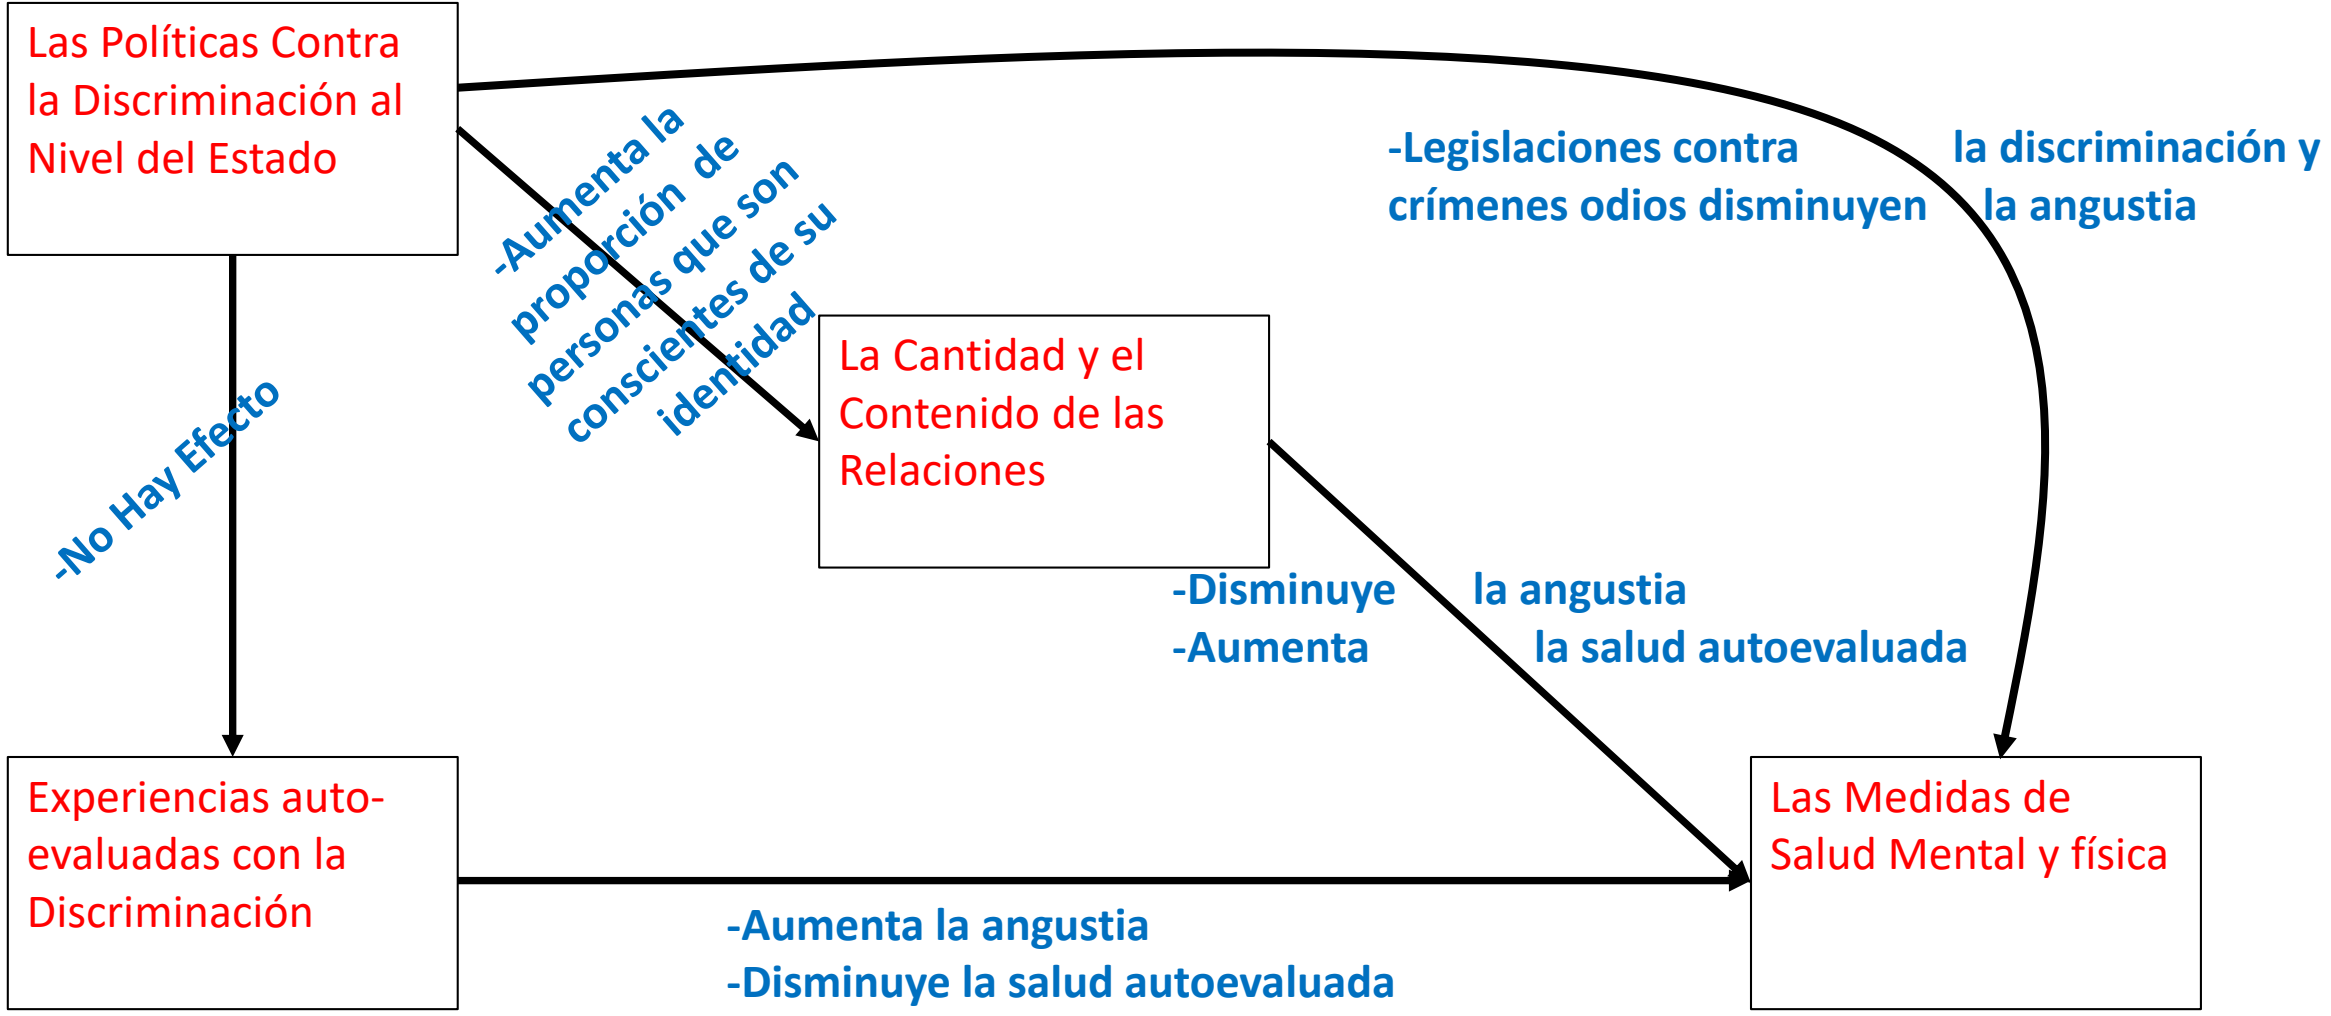 Las Políticas Contra
la Discriminación al
Nivel del Estado
-Aumenta la
proporción de
personas que son
conscientes de su
identidad
-Legislaciones contra la discriminación y
crímenes odios disminuyen la angustia
La Cantidad y el
Contenido de las
Relaciones
-No Hay Efecto
-Disminuye la angustia
-Aumenta la salud autoevaluada
Experiencias auto-
evaluadas con la
Discriminación
Las Medidas de
Salud Mental y física
-Aumenta la angustia
-Disminuye la salud autoevaluada